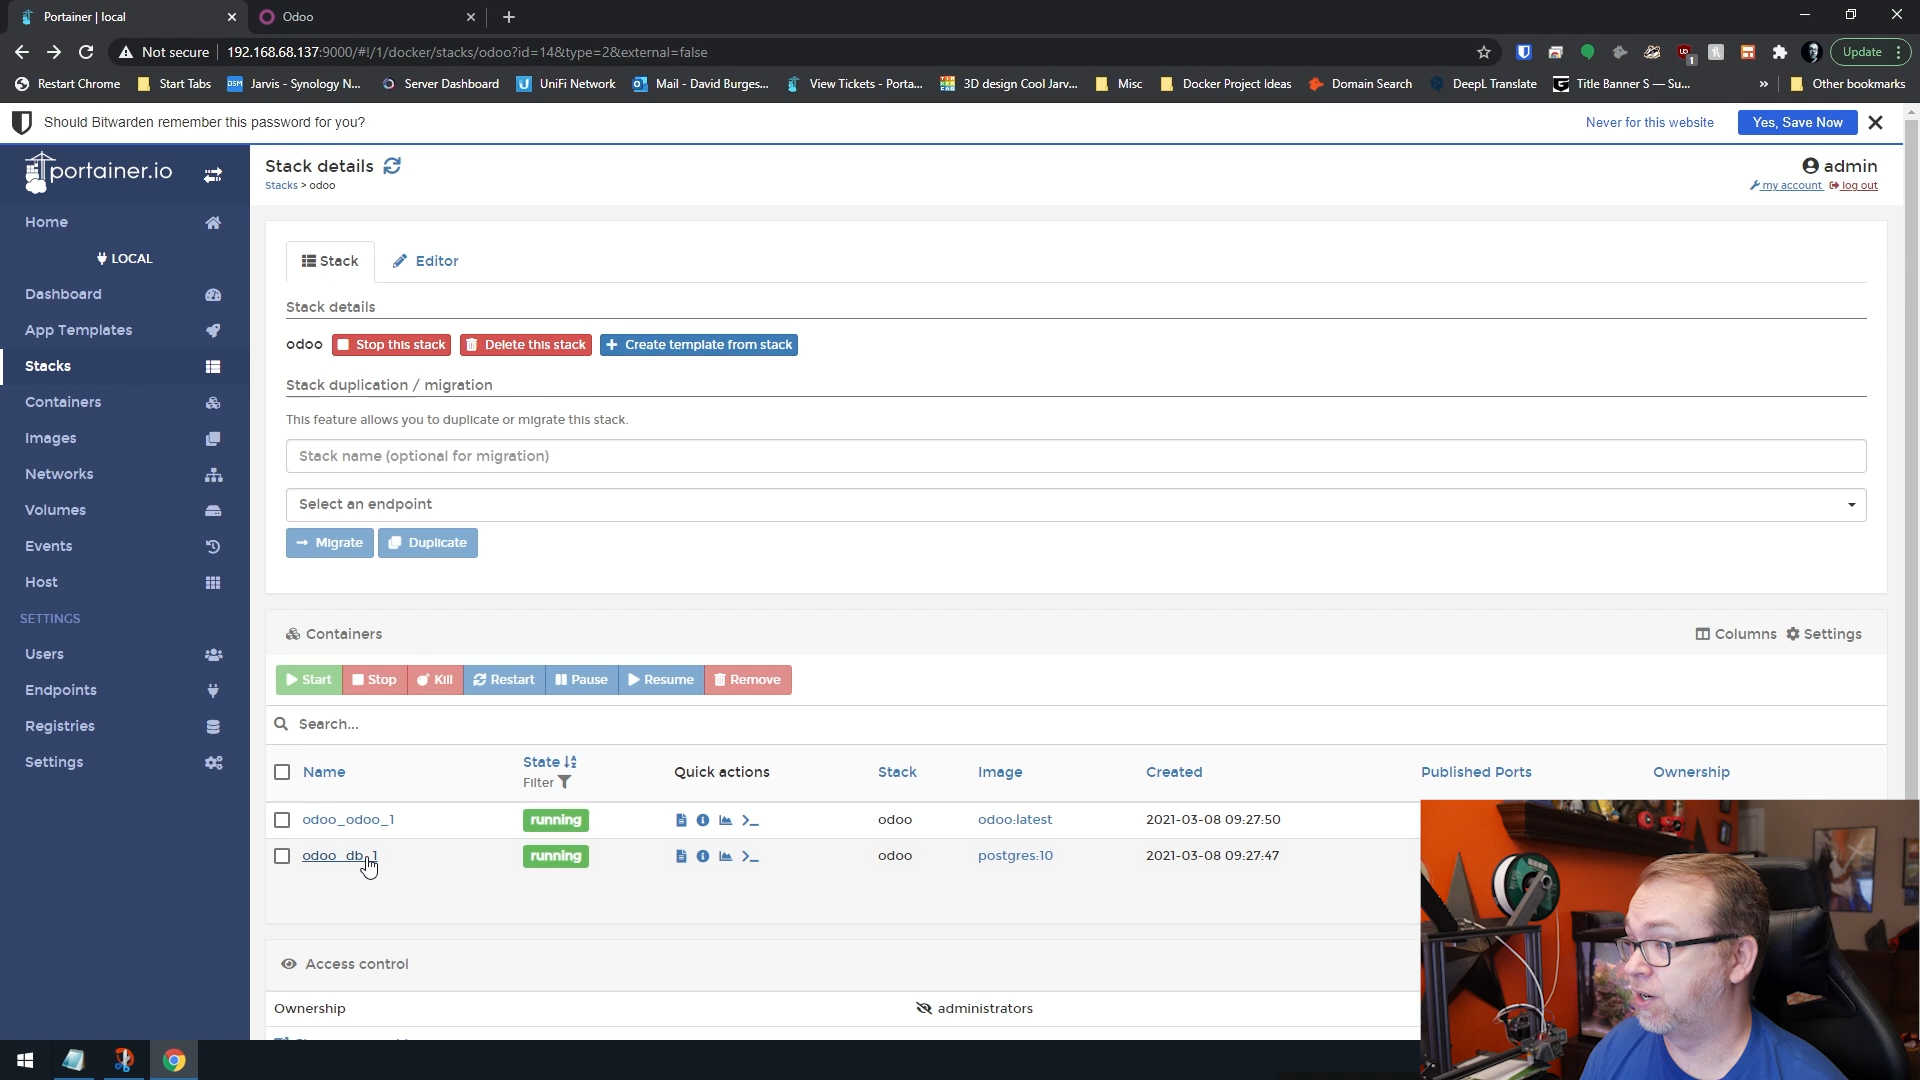 Portainer | local
Odoo
Not secure
192.168.68.137:9000/#!/1/docker/stacks/odoo?id=14&type=2&external=false
Update
Restart Chrome
Start Tabs
Jarvis - Synology N...
Server Dashboard
UniFi Network
Mail - David Burges...
View Tickets - Porta...
3D design Cool Jarv...
Misc
Docker Project Ideas
Domain Search
DeepL Translate
Title Banner S — Su...
»
Other bookmarks
Should Bitwarden remember this password for you?
Never for this website
Yes, Save Now
portainer.io
Stack details
Stacks > odoo
admin
my account
log out
Home
LOCAL
Dashboard
App Templates
Stacks
Containers
Images
Networks
Volumes
Events
Host
SETTINGS
Users
Endpoints
Registries
Settings
Stack
Editor
Stack details
odoo
Stop this stack
Delete this stack
Create template from stack
Stack duplication / migration
This feature allows you to duplicate or migrate this stack.
Stack name (optional for migration)
Select an endpoint
Migrate
Duplicate
Containers
Columns
Settings
Start
Stop
Kill
Restart
Pause
Resume
Remove
Search...
Name
State
Filter
Quick actions
Stack
Image
Created
Published Ports
Ownership
odoo_odoo_1
running
odoo
odoo:latest
2021-03-08 09:27:50
odoo_db_1
running
odoo
postgres:10
2021-03-08 09:27:47
Access control
Ownership
administrators